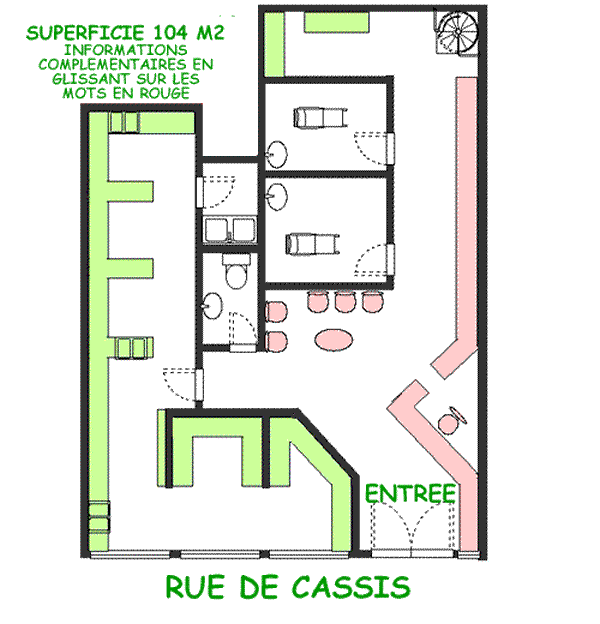 SUPERFICIE 104 M2
INFORMATIONS
COMPLEMENTAIRES EN
GLISSANT SUR LES
MOTS EN ROUGE
ENTREE
RUE DE CASSIS